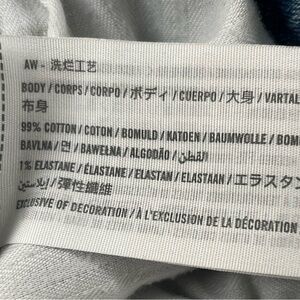 AW - 洗烂工艺
BODY / CORPS / CORPO / ボディ / CUERPO / 大身 / VARTAL
布身
99% COTTON / COTON / BOMULD / KATOEN / BAUMWOLLE / BOM
BAVLNA / 면 / BAWEŁNA / ALGODÃO / القطن /
1% ELASTANE / ÉLASTANE / ELASTAN / ELASTAAN / エラスタン
إيلاستين / 彈性纖維
EXCLUSIVE OF DECORATION / À L'EXCLUSION DE LA DÉCORATION